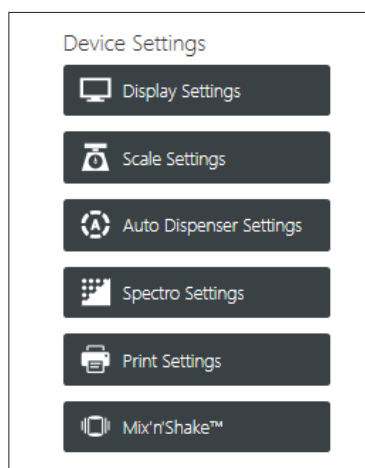 Device Settings
Display Settings
Scale Settings
A Auto Dispenser Settings
Spectro Settings
Print Settings
Mix'n'Shake™